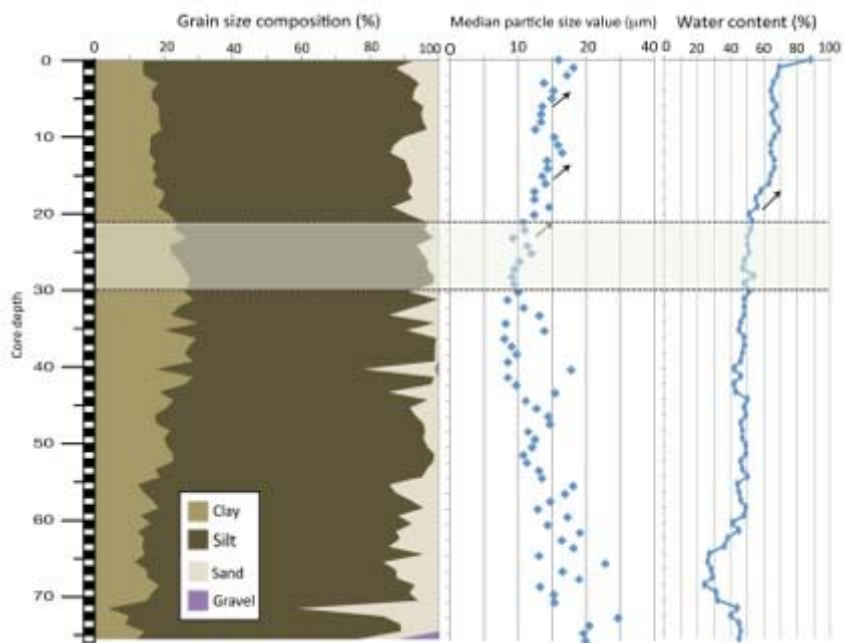 Grain size composition (%)
Median particle size value (μm)
Water content (%)
0 20 40 60 80 100
0 10 20 30 40
0 20 40 60 80 100
Core depth
0
10
20
30
40
50
60
70
Clay
Silt
Sand
Gravel